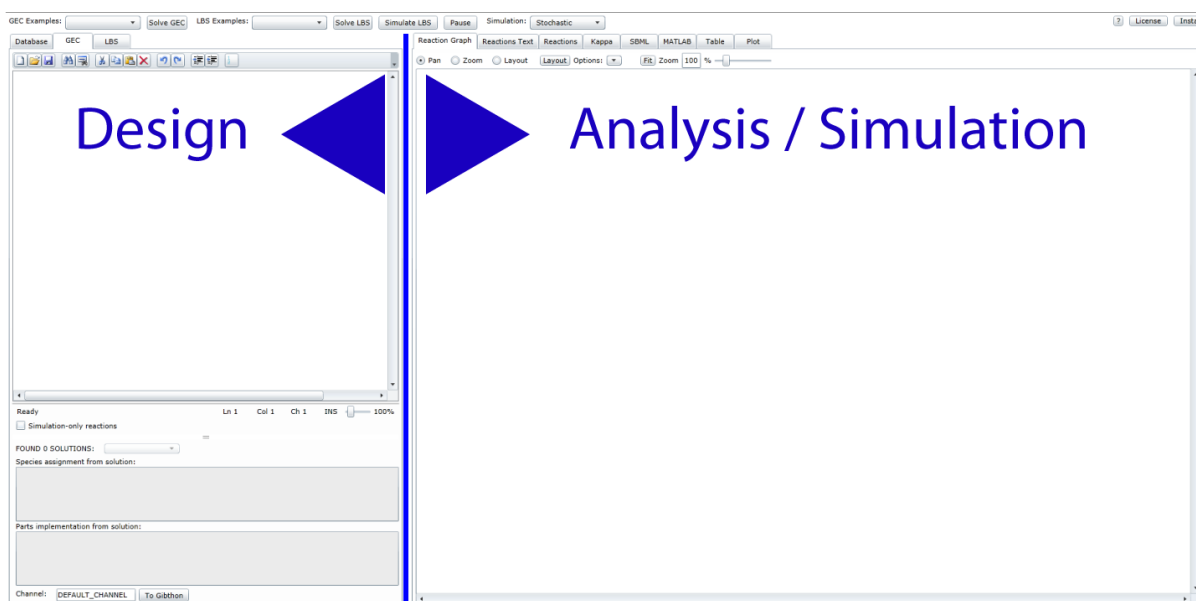 GEC Examples: Solve GEC LBS Examples: Solve LBS Simulate LBS Pause Simulation: Stochastic ? License
Database GEC LBS
Reaction Graph Reactions Text Reactions Kappa SBML MATLAB Table Plot
Pan Zoom Layout Layout Options: Fit Zoom 100 %
Design
Analysis / Simulation
Ready Ln 1 Col 1 Ch 1 INS 100%
Simulation-only reactions
FOUND 0 SOLUTIONS:
Species assignment from solution:
Parts implementation from solution:
Channel: DEFAULT_CHANNEL To Gibthon